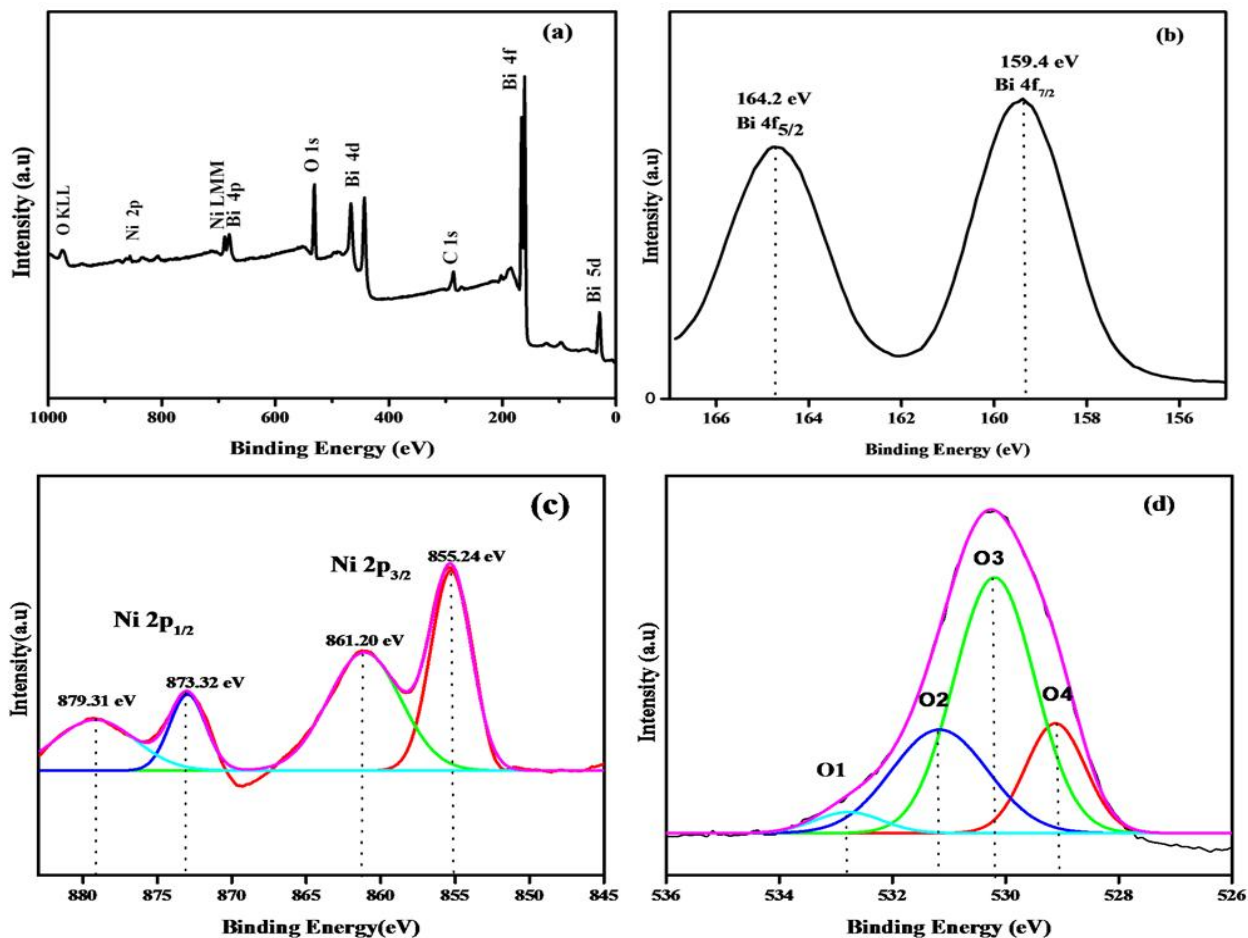 (a)
O KLL
Ni 2p
Ni LMM
Bi 4p
O 1s
Bi 4d
C 1s
Bi 4f
Bi 5d
Intensity (a.u)
1000 800 600 400 200 0
Binding Energy (eV)
(b)
164.2 eV
Bi 4f5/2
159.4 eV
Bi 4f7/2
Intensity (a.u)
0
166 164 162 160 158 156
Binding Energy (eV)
(c)
Ni 2p1/2
Ni 2p3/2
879.31 eV
873.32 eV
861.20 eV
855.24 eV
Intensity(a.u)
880 875 870 865 860 855 850 845
Binding Energy(eV)
(d)
O1
O2
O3
O4
Intensity (a.u)
536 534 532 530 528 526
Binding Energy (eV)